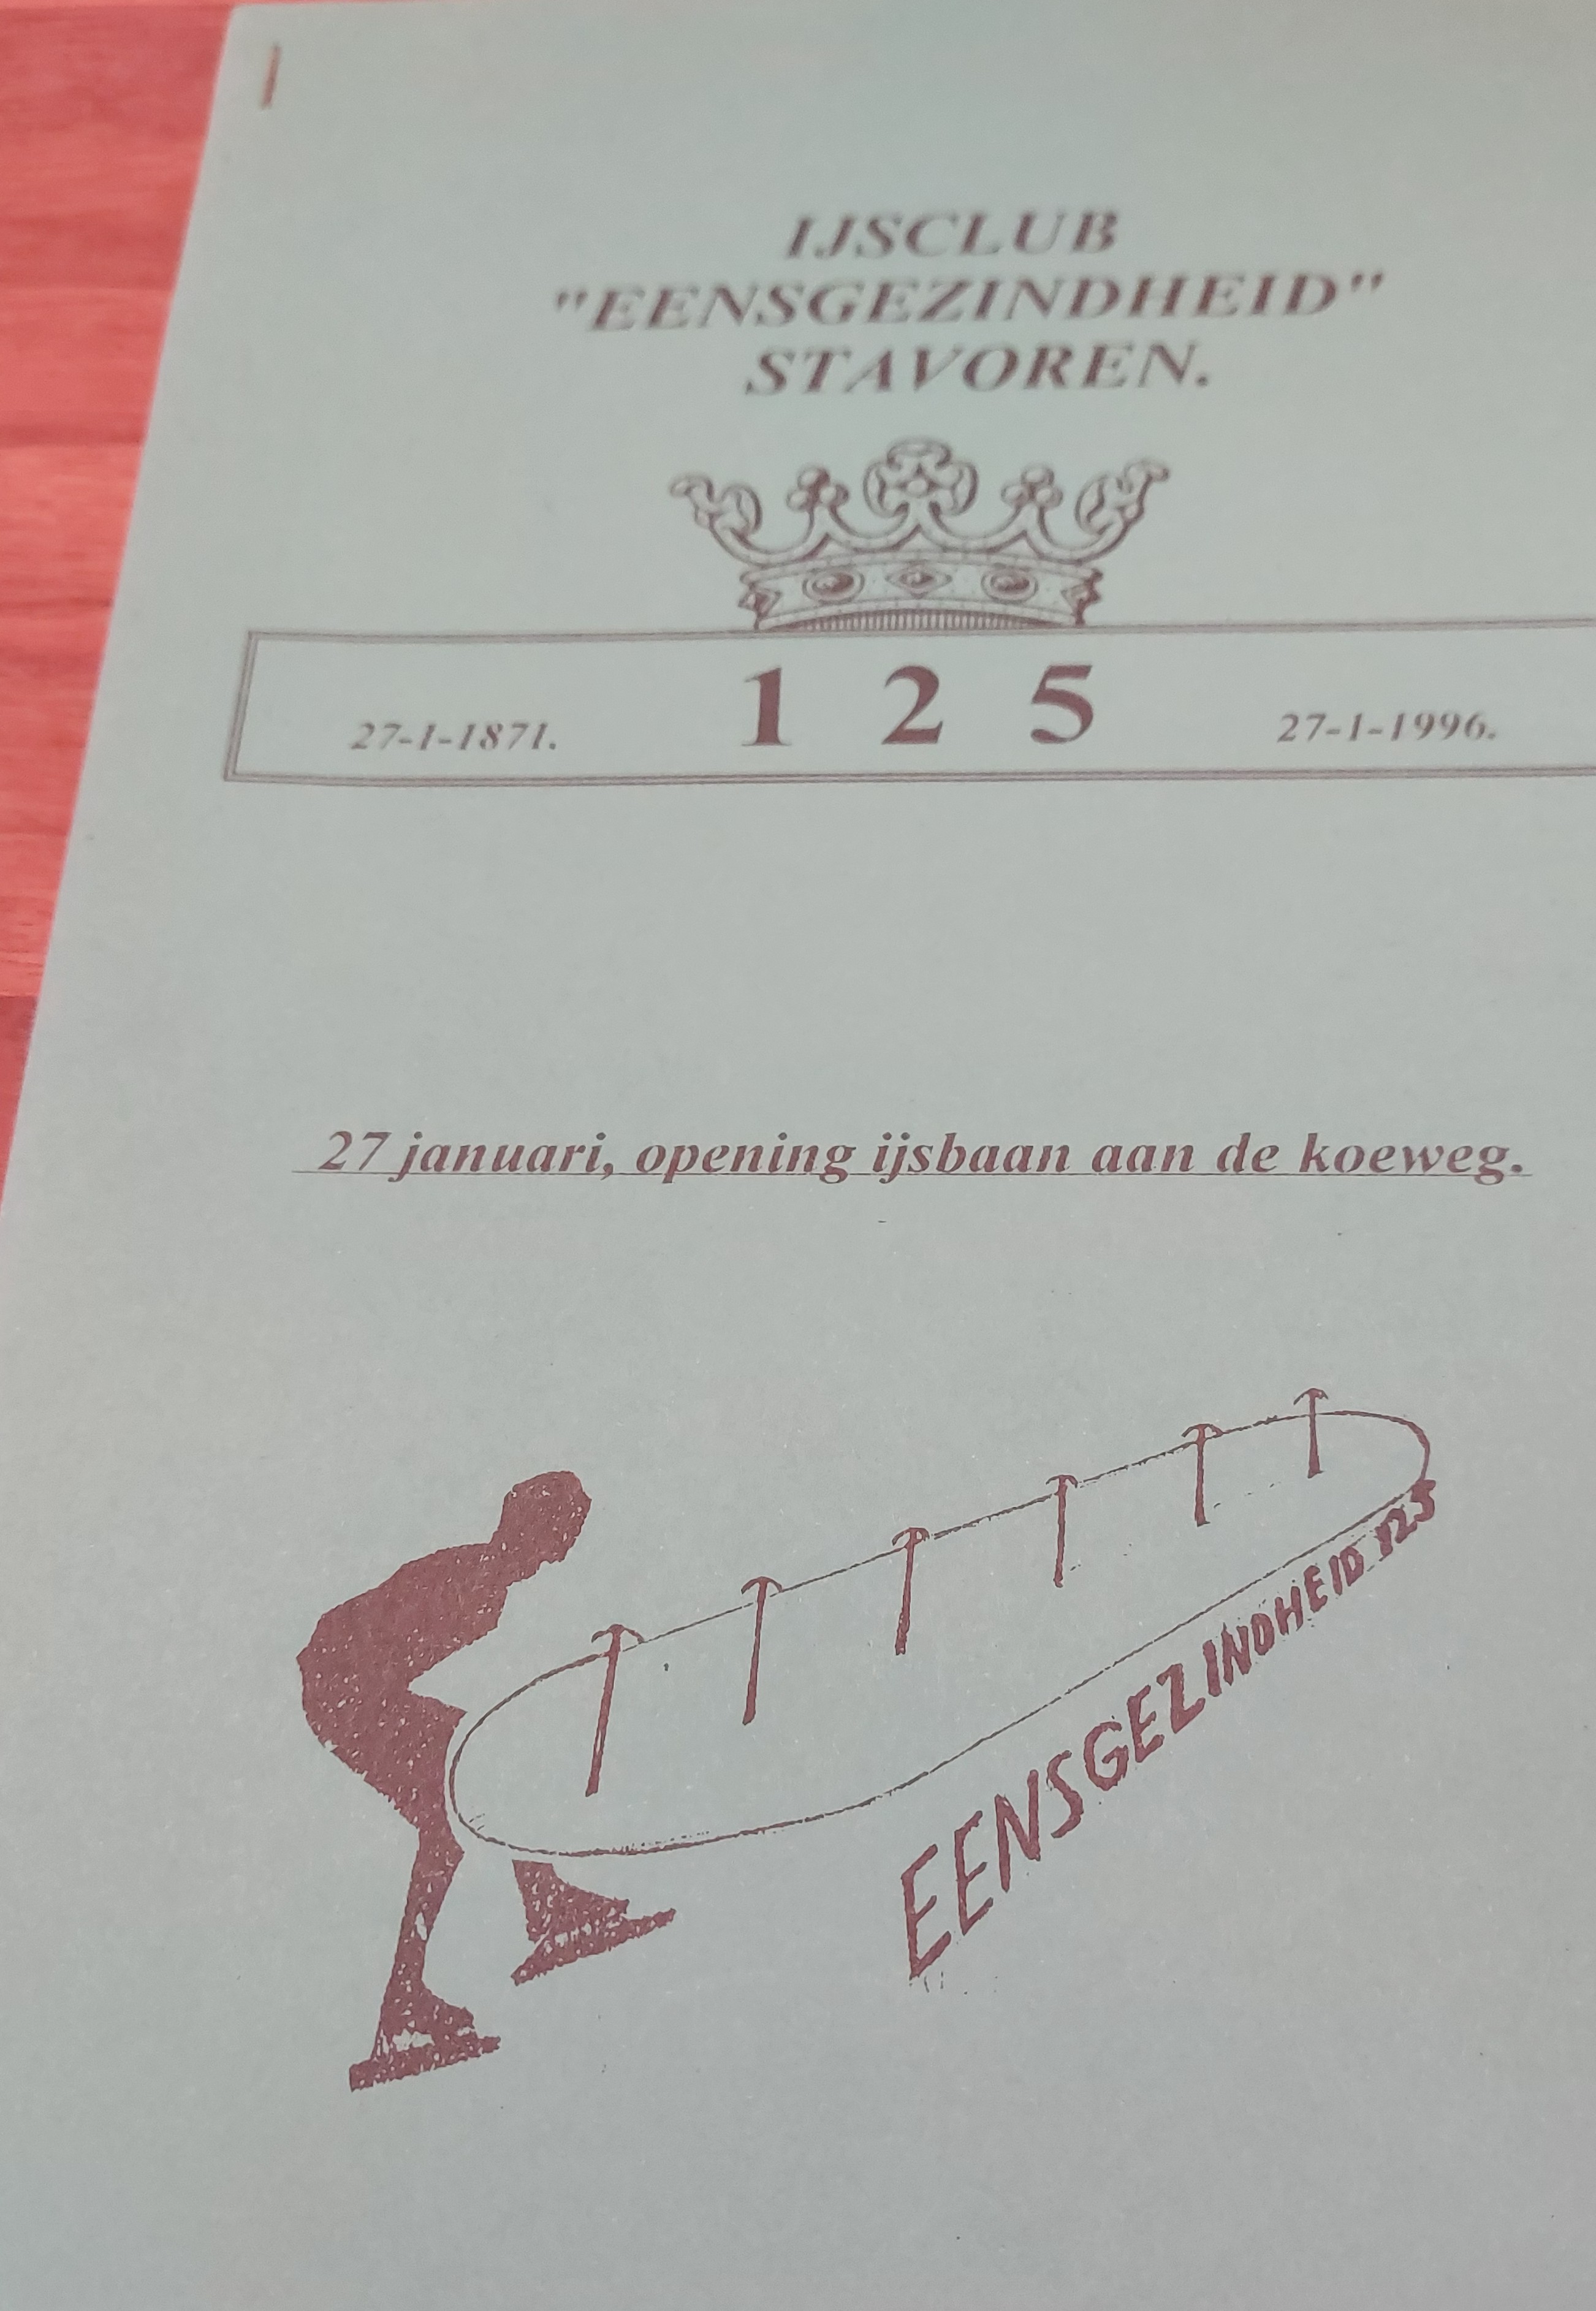 IJSCLUB
"EENSGEZINDHEID"
STAVOREN.
27-1-1871. 1 2 5 27-1-1996.
27 januari, opening ijsbaan aan de koeweg.
EENSGEZINDHEID 125